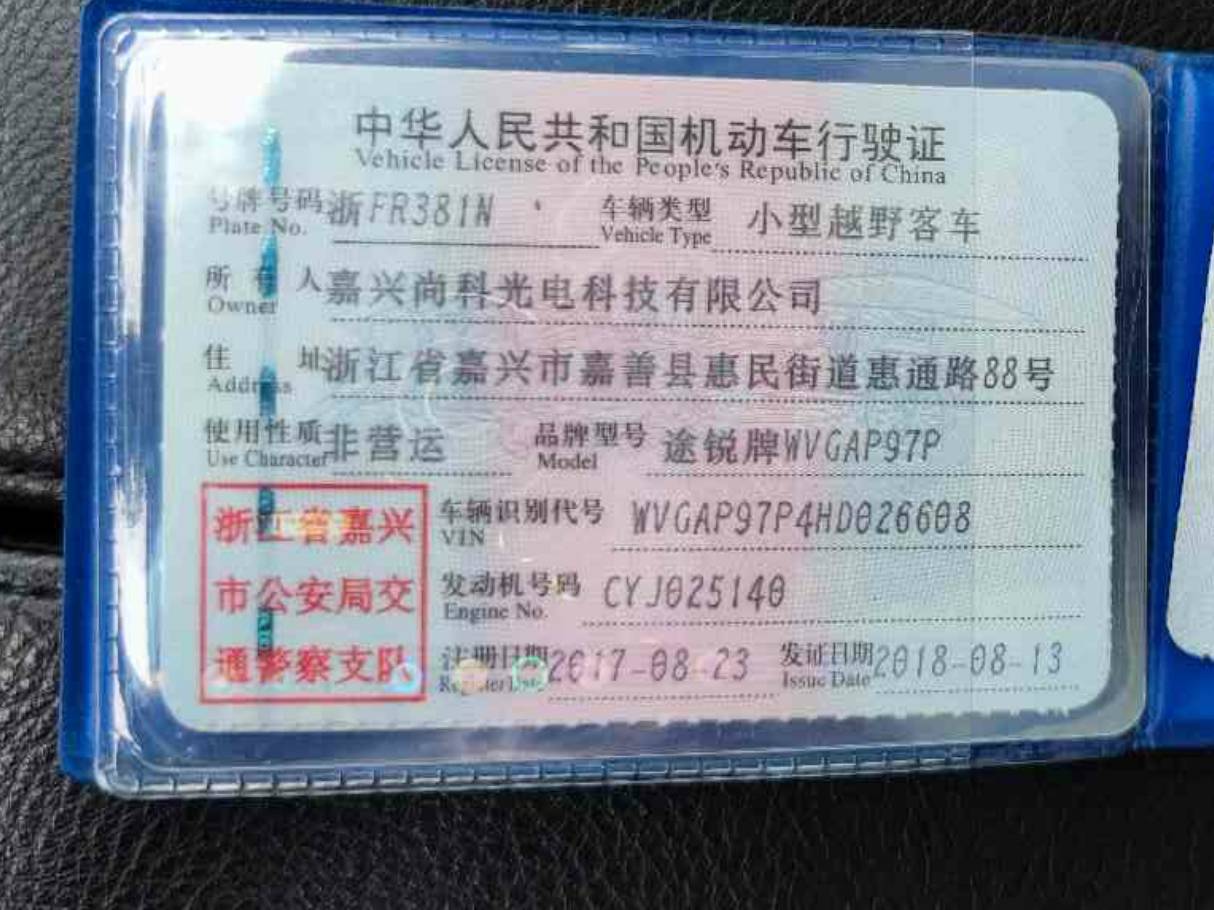 中华人民共和国机动车行驶证
Vehicle License of the People's Republic of China
号牌号码 浙FR381N 车辆类型 小型越野客车
Plate No. Vehicle Type
所有人 嘉兴尚科光电科技有限公司
Owner
住址 浙江省嘉兴市嘉善县惠民街道惠通路88号
Address
使用性质 非营运 品牌型号 途锐牌WVGAP97P
Use Character Model
浙江省嘉兴
市公安局交
通警察支队
车辆识别代号 WVGAP97P4HD026608
VIN
发动机号码 CYJ025140
Engine No.
注册日期 2017-08-23 发证日期 2018-08-13
Register Date Issue Date